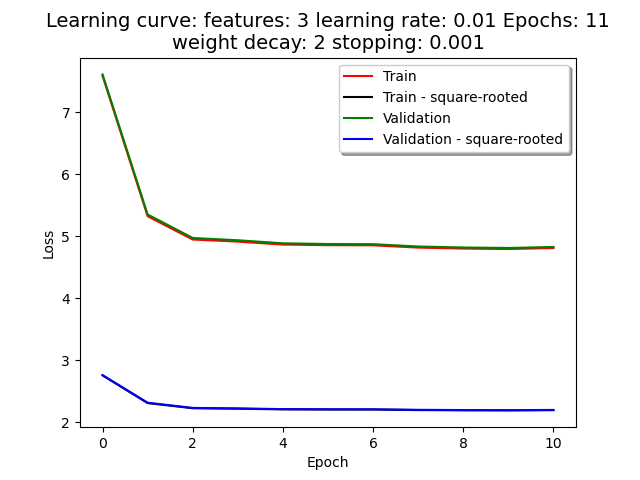 Learning curve: features: 3 learning rate: 0.01 Epochs: 11
weight decay: 2 stopping: 0.001
Train
Train - square-rooted
Validation
Validation - square-rooted
7
6
5
4
3
2
Loss
0 2 4 6 8 10
Epoch